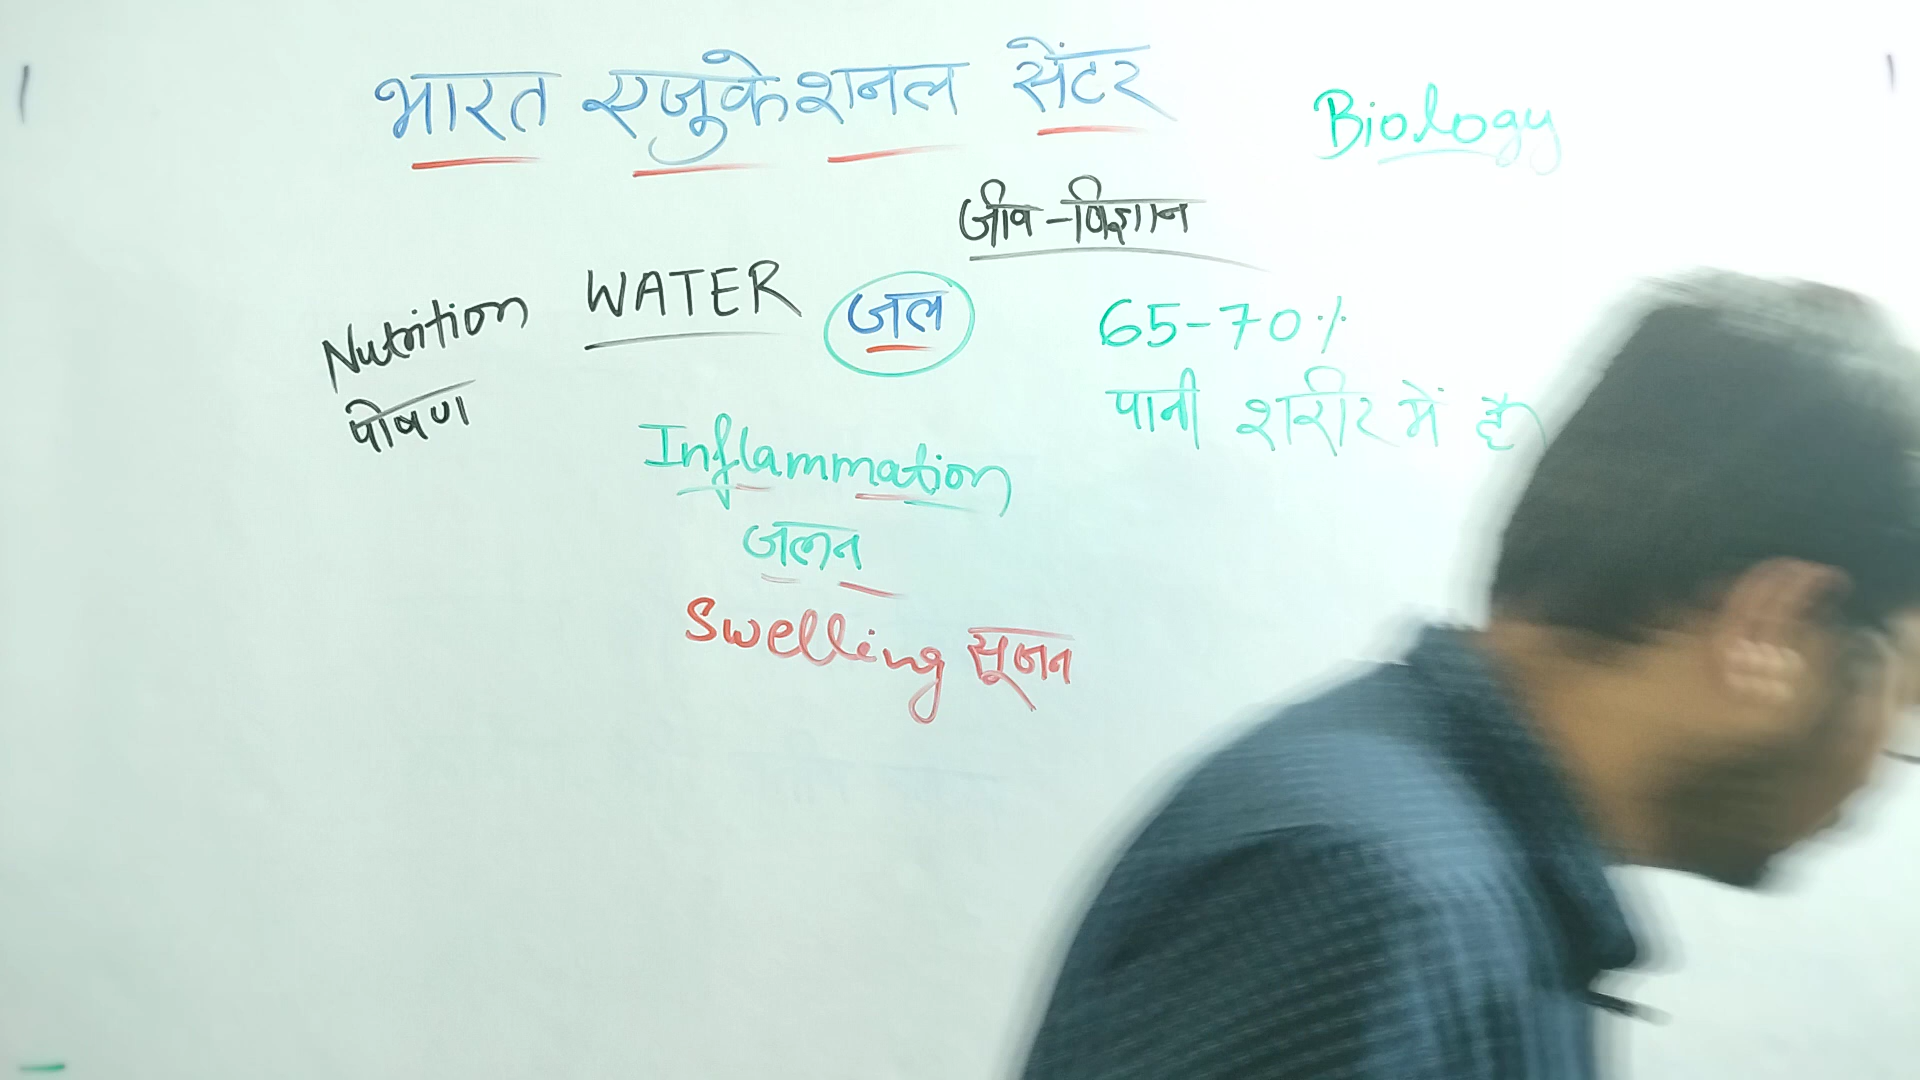 भारत एजुकेशनल सेंटर
Biology
जीव-विज्ञान
Nutrition WATER जल
पोषण
65-70%
पानी शरीर में है
Inflammation
जलन
Swelling सूजन